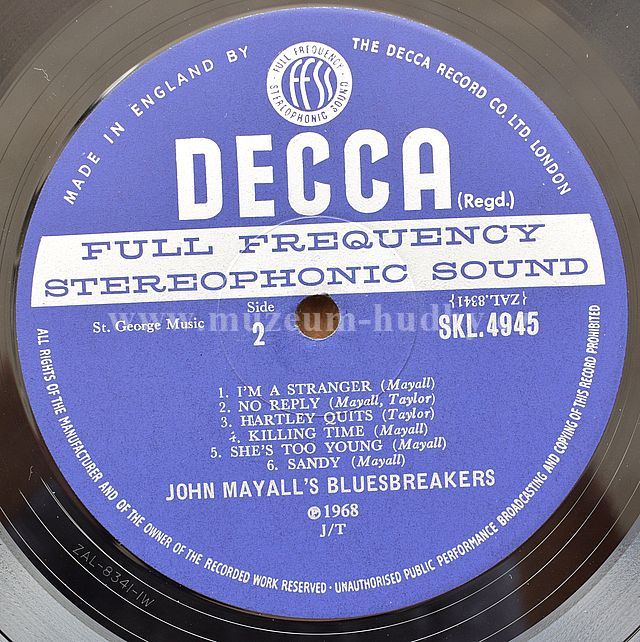 MADE IN ENGLAND BY THE DECCA RECORD CO. LTD. LONDON
FULL FREQUENCY · STEREOPHONIC SOUND ·
FFSS
DECCA (Regd.)
FULL FREQUENCY
STEREOPHONIC SOUND
St. George Music
Side
2
{ZAL.8341}
SKL.4945
1. I'M A STRANGER (Mayall)
2. NO REPLY (Mayall, Taylor)
3. HARTLEY QUITS (Taylor)
4. KILLING TIME (Mayall)
5. SHE'S TOO YOUNG (Mayall)
6. SANDY (Mayall)
JOHN MAYALL'S BLUESBREAKERS
℗1968
J/T
ALL RIGHTS OF THE MANUFACTURER AND OF THE OWNER OF THE RECORDED WORK RESERVED · UNAUTHORISED PUBLIC PERFORMANCE BROADCASTING AND COPYING OF THIS RECORD PROHIBITED
ZAL-8341-1W